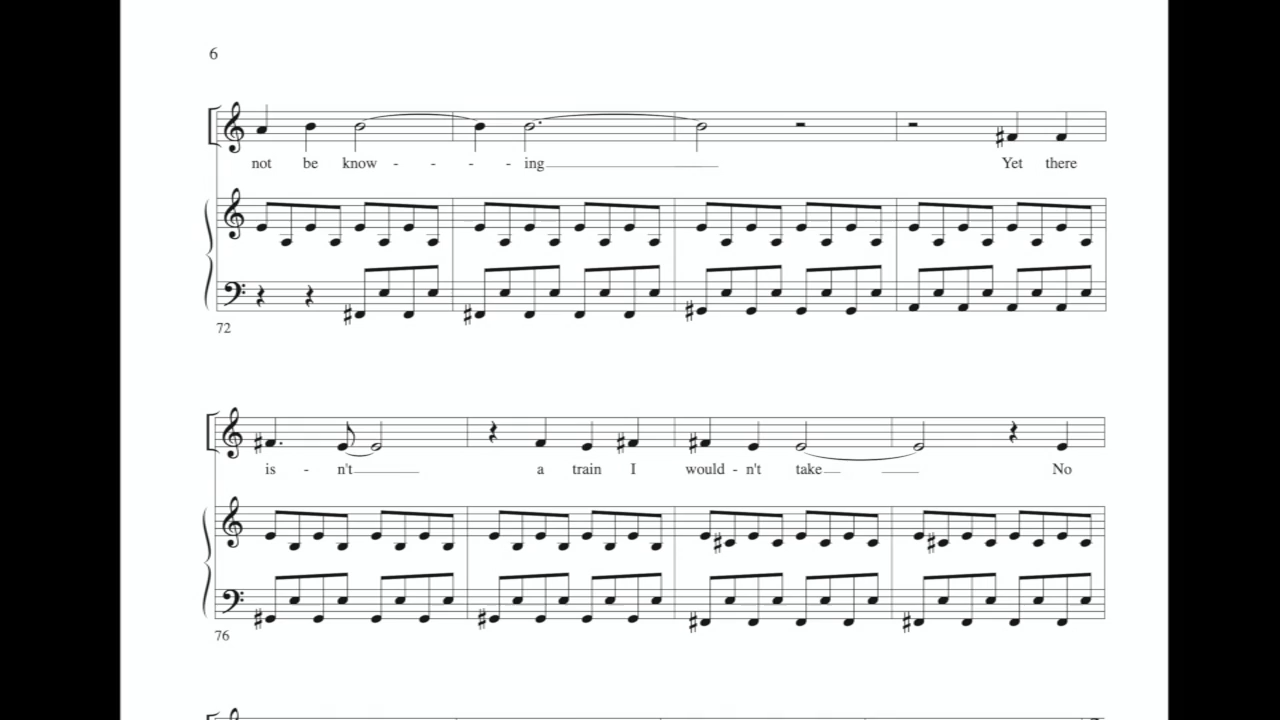 6
not be know - - - - ing
Yet there
72
is - n't a train I would - n't take No
76